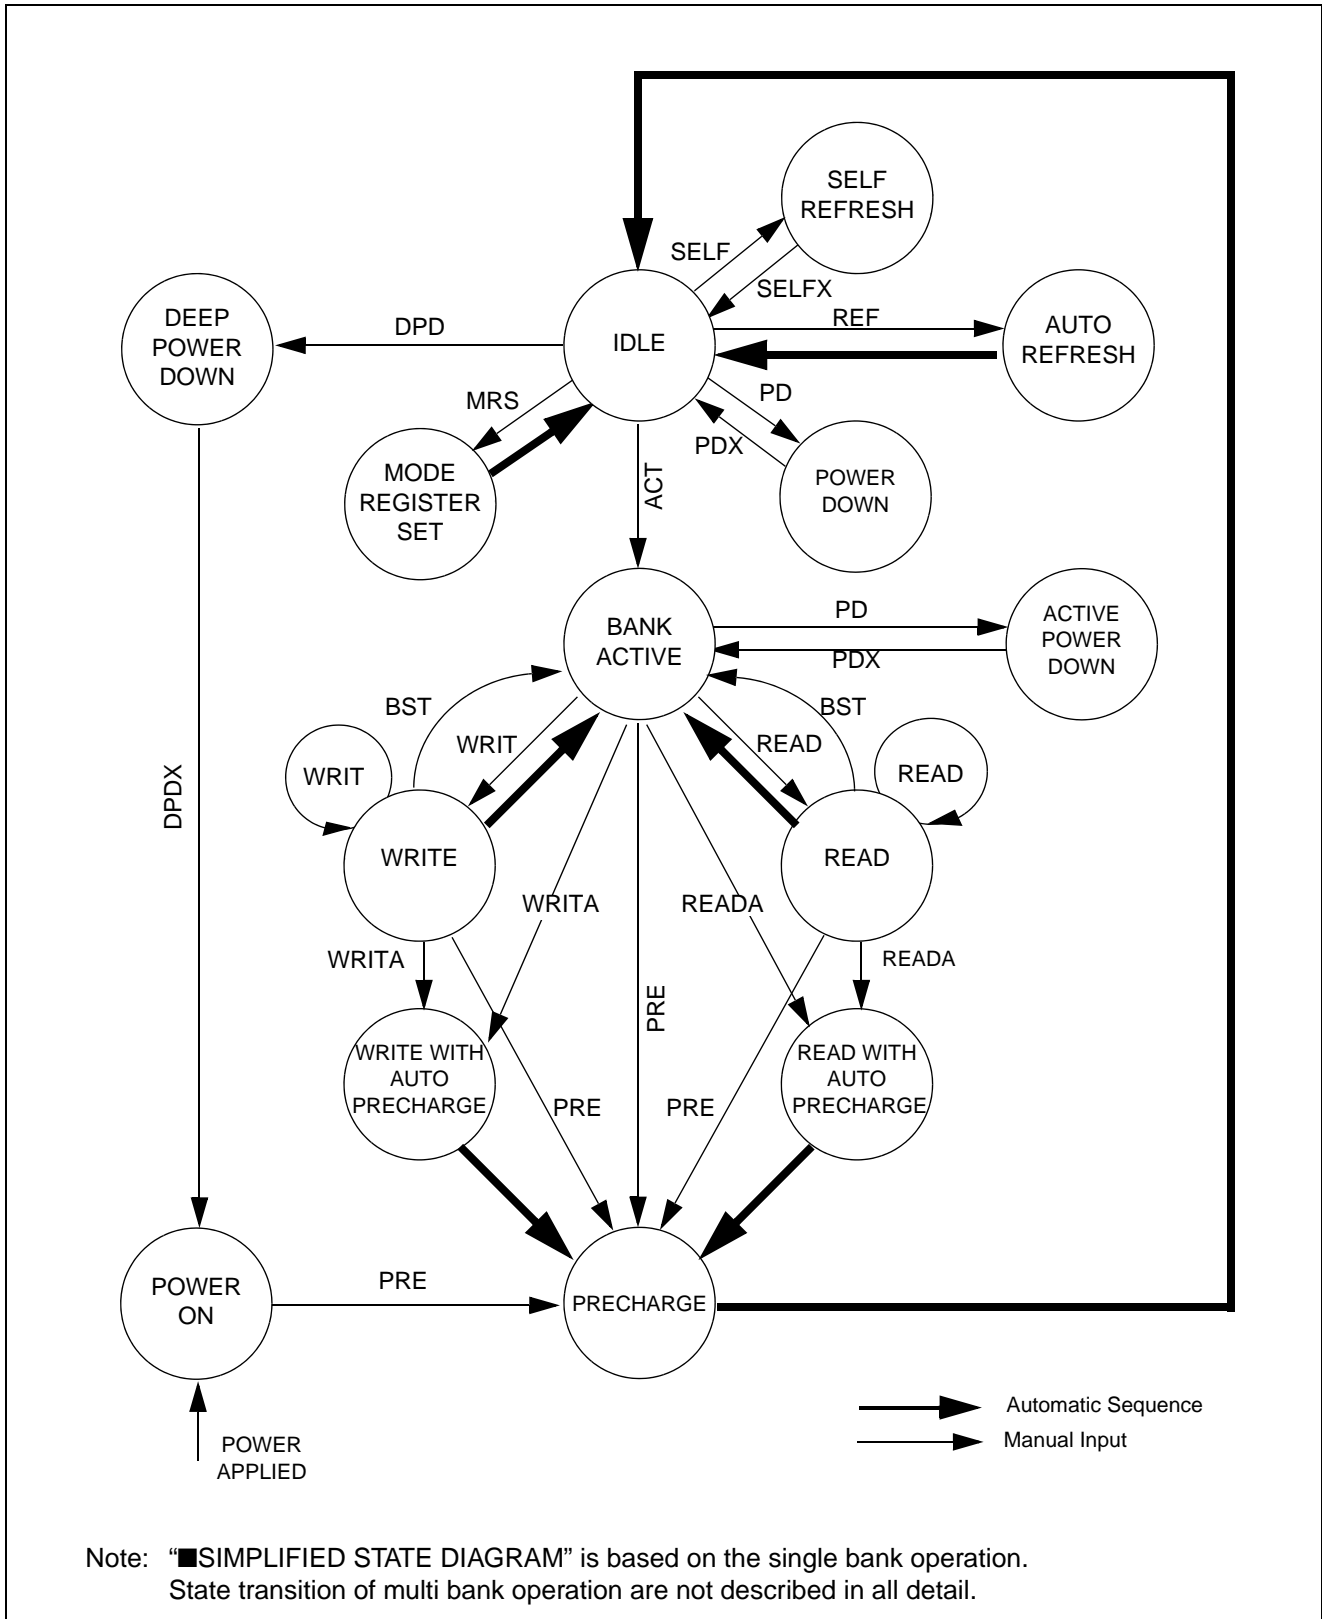 SELF
REFRESH
SELF
SELFX
DEEP
POWER
DOWN
DPD
IDLE
REF
AUTO
REFRESH
MRS
PD
PDX
MODE
REGISTER
SET
ACT
POWER
DOWN
BANK
ACTIVE
PD
PDX
ACTIVE
POWER
DOWN
BST
BST
WRIT
WRIT
READ
READ
DPDX
WRITE
READ
WRITA
READA
WRITA
READA
PRE
WRITE WITH
AUTO
PRECHARGE
READ WITH
AUTO
PRECHARGE
PRE
PRE
POWER
ON
PRE
PRECHARGE
POWER
APPLIED
Automatic Sequence
Manual Input
Note: “■SIMPLIFIED STATE DIAGRAM” is based on the single bank operation.
State transition of multi bank operation are not described in all detail.